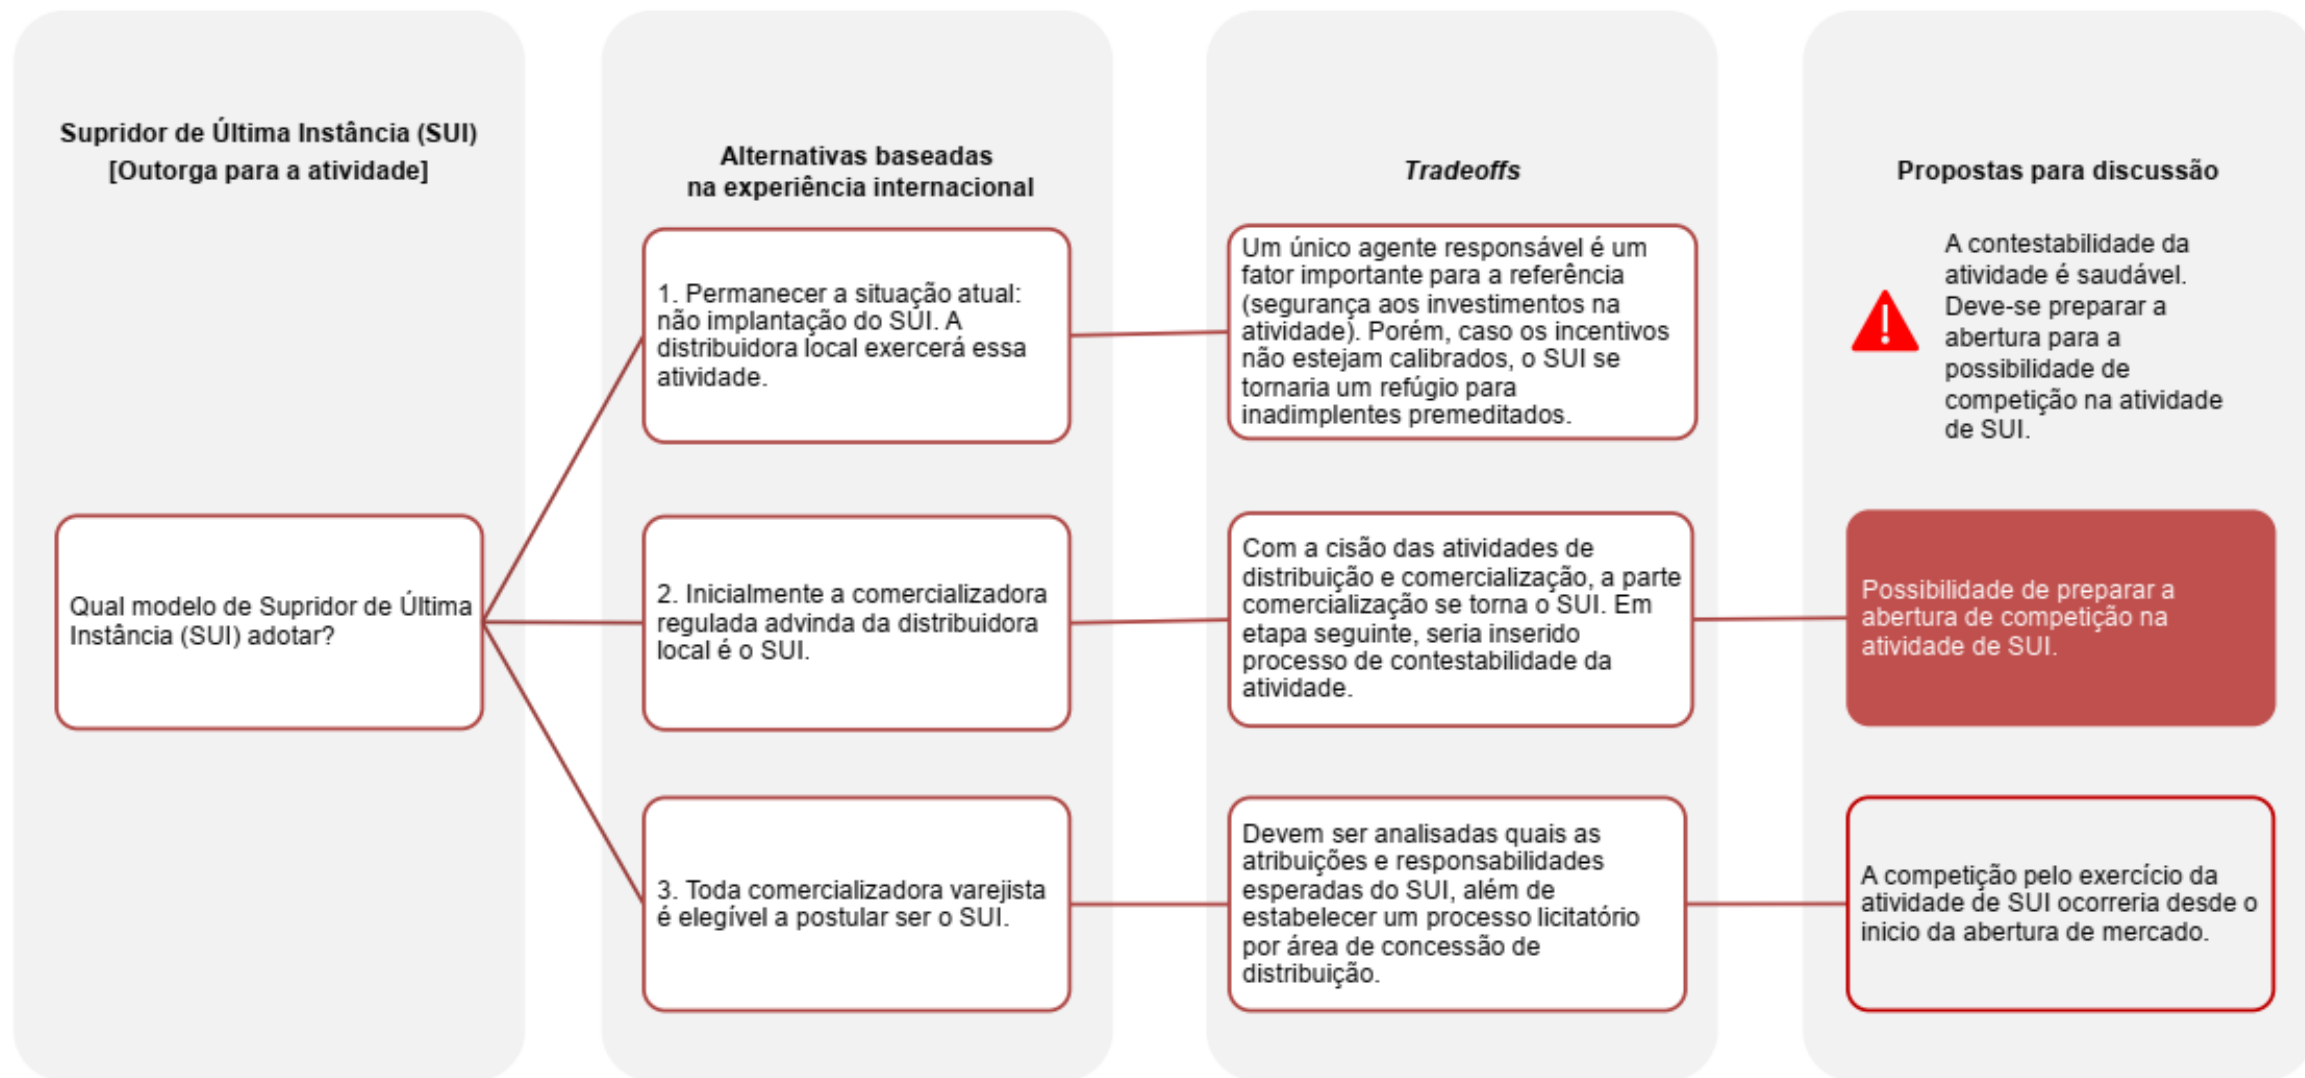 Supridor de Última Instância (SUI)
[Outorga para a atividade]
Qual modelo de Supridor de Última
Instância (SUI) adotar?
Alternativas baseadas
na experiência internacional
1. Permanecer a situação atual:
não implantação do SUI. A
distribuidora local exercerá essa
atividade.
2. Inicialmente a comercializadora
regulada advinda da distribuidora
local é o SUI.
3. Toda comercializadora varejista
é elegível a postular ser o SUI.
Tradeoffs
Um único agente responsável é um
fator importante para a referência
(segurança aos investimentos na
atividade). Porém, caso os incentivos
não estejam calibrados, o SUI se
tornaria um refúgio para
inadimplentes premeditados.
Com a cisão das atividades de
distribuição e comercialização, a parte
comercialização se torna o SUI. Em
etapa seguinte, seria inserido
processo de contestabilidade da
atividade.
Devem ser analisadas quais as
atribuições e responsabilidades
esperadas do SUI, além de
estabelecer um processo licitatório
por área de concessão de
distribuição.
Propostas para discussão
A contestabilidade da
atividade é saudável.
Deve-se preparar a
abertura para a
possibilidade de
competição na atividade
de SUI.
Possibilidade de preparar a
abertura de competição na
atividade de SUI.
A competição pelo exercício da
atividade de SUI ocorreria desde o
inicio da abertura de mercado.